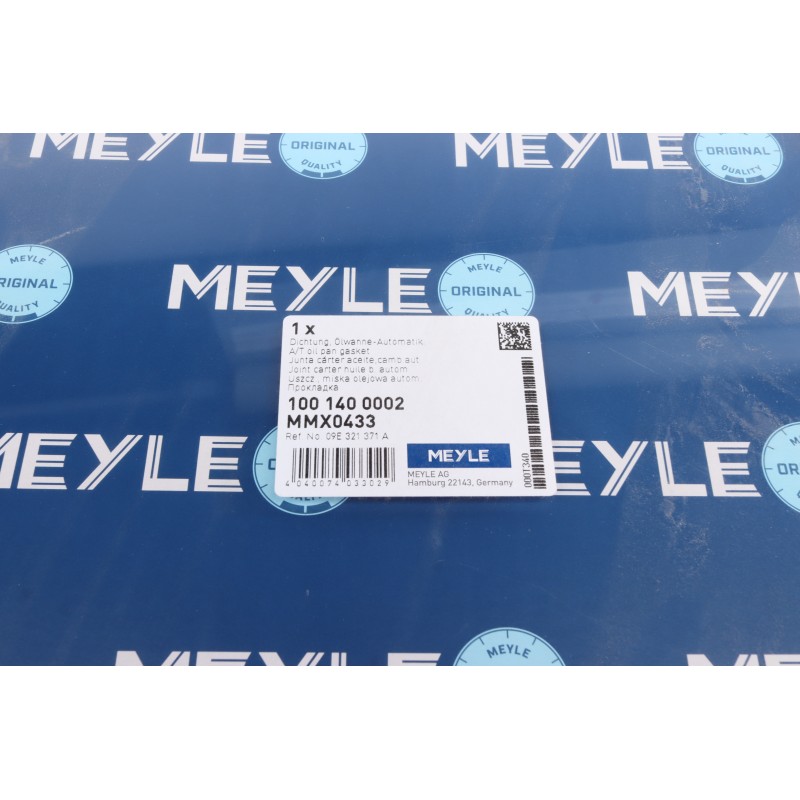 MEYLE
ORIGINAL
QUALITY
MEYLE
ORIGINAL
QUALITY
ORIGINAL
QUALITY
MEYLE
MEYLE
ORIGINAL
MEYLE
1 x
Dichtung, Ölwanne-Automatik,
A/T oil pan gasket
Junta cárter aceite,camb.aut.
Joint carter huile b. autom
Uszcz., miska olejowa autom.
Прокладка
100 140 0002
MMX0433
Ref. No. 09E 321 371 A
4 040074 033029
MEYLE
MEYLE AG
Hamburg 22143, Germany
000T340
MEYLE
MEYLE
MEYLE
MEYLE